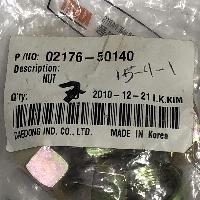 P/NO: 02176-50140
Description:
NUT
15-4-1
Q'ty: 7 2010-12-21 I.K.KIM
DAEDONG IND. CO., LTD. MADE IN Korea